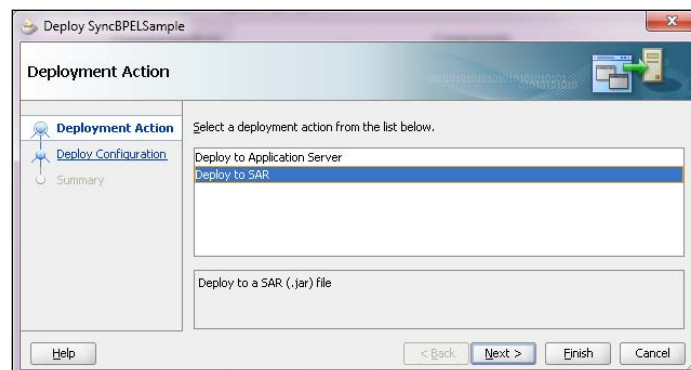 Deploy SyncBPELSample
Deployment Action
Deployment Action
Deploy Configuration
Summary
Select a deployment action from the list below.
Deploy to Application Server
Deploy to SAR
Deploy to a SAR (.jar) file
Help
< Back
Next >
Finish
Cancel